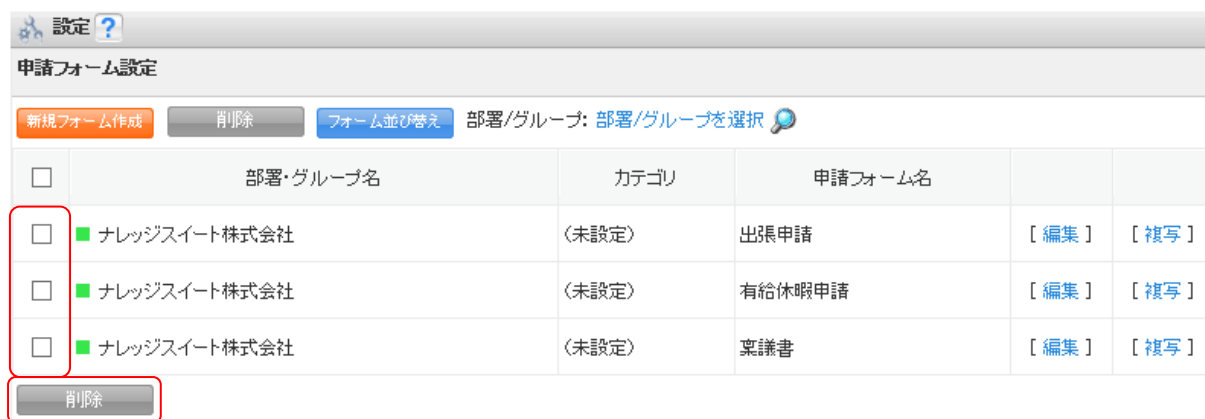 設定 ?
申請フォーム設定
新規フォーム作成 削除 フォーム並び替え 部署/グループ: 部署/グループを選択
部署・グループ名 カテゴリ 申請フォーム名
ナレッジスイート株式会社 (未設定) 出張申請 [ 編集 ] [ 複写 ]
ナレッジスイート株式会社 (未設定) 有給休暇申請 [ 編集 ] [ 複写 ]
ナレッジスイート株式会社 (未設定) 稟議書 [ 編集 ] [ 複写 ]
削除